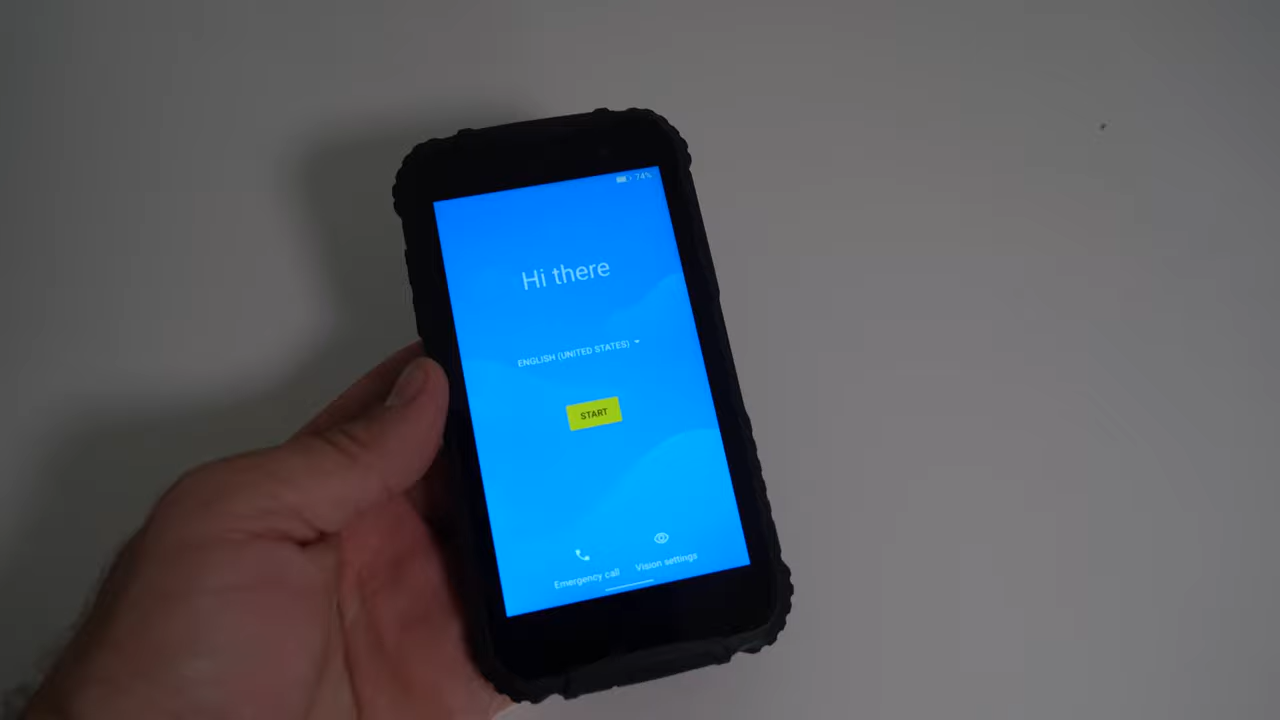 74%
Hi there
ENGLISH (UNITED STATES)
START
Emergency call
Vision settings